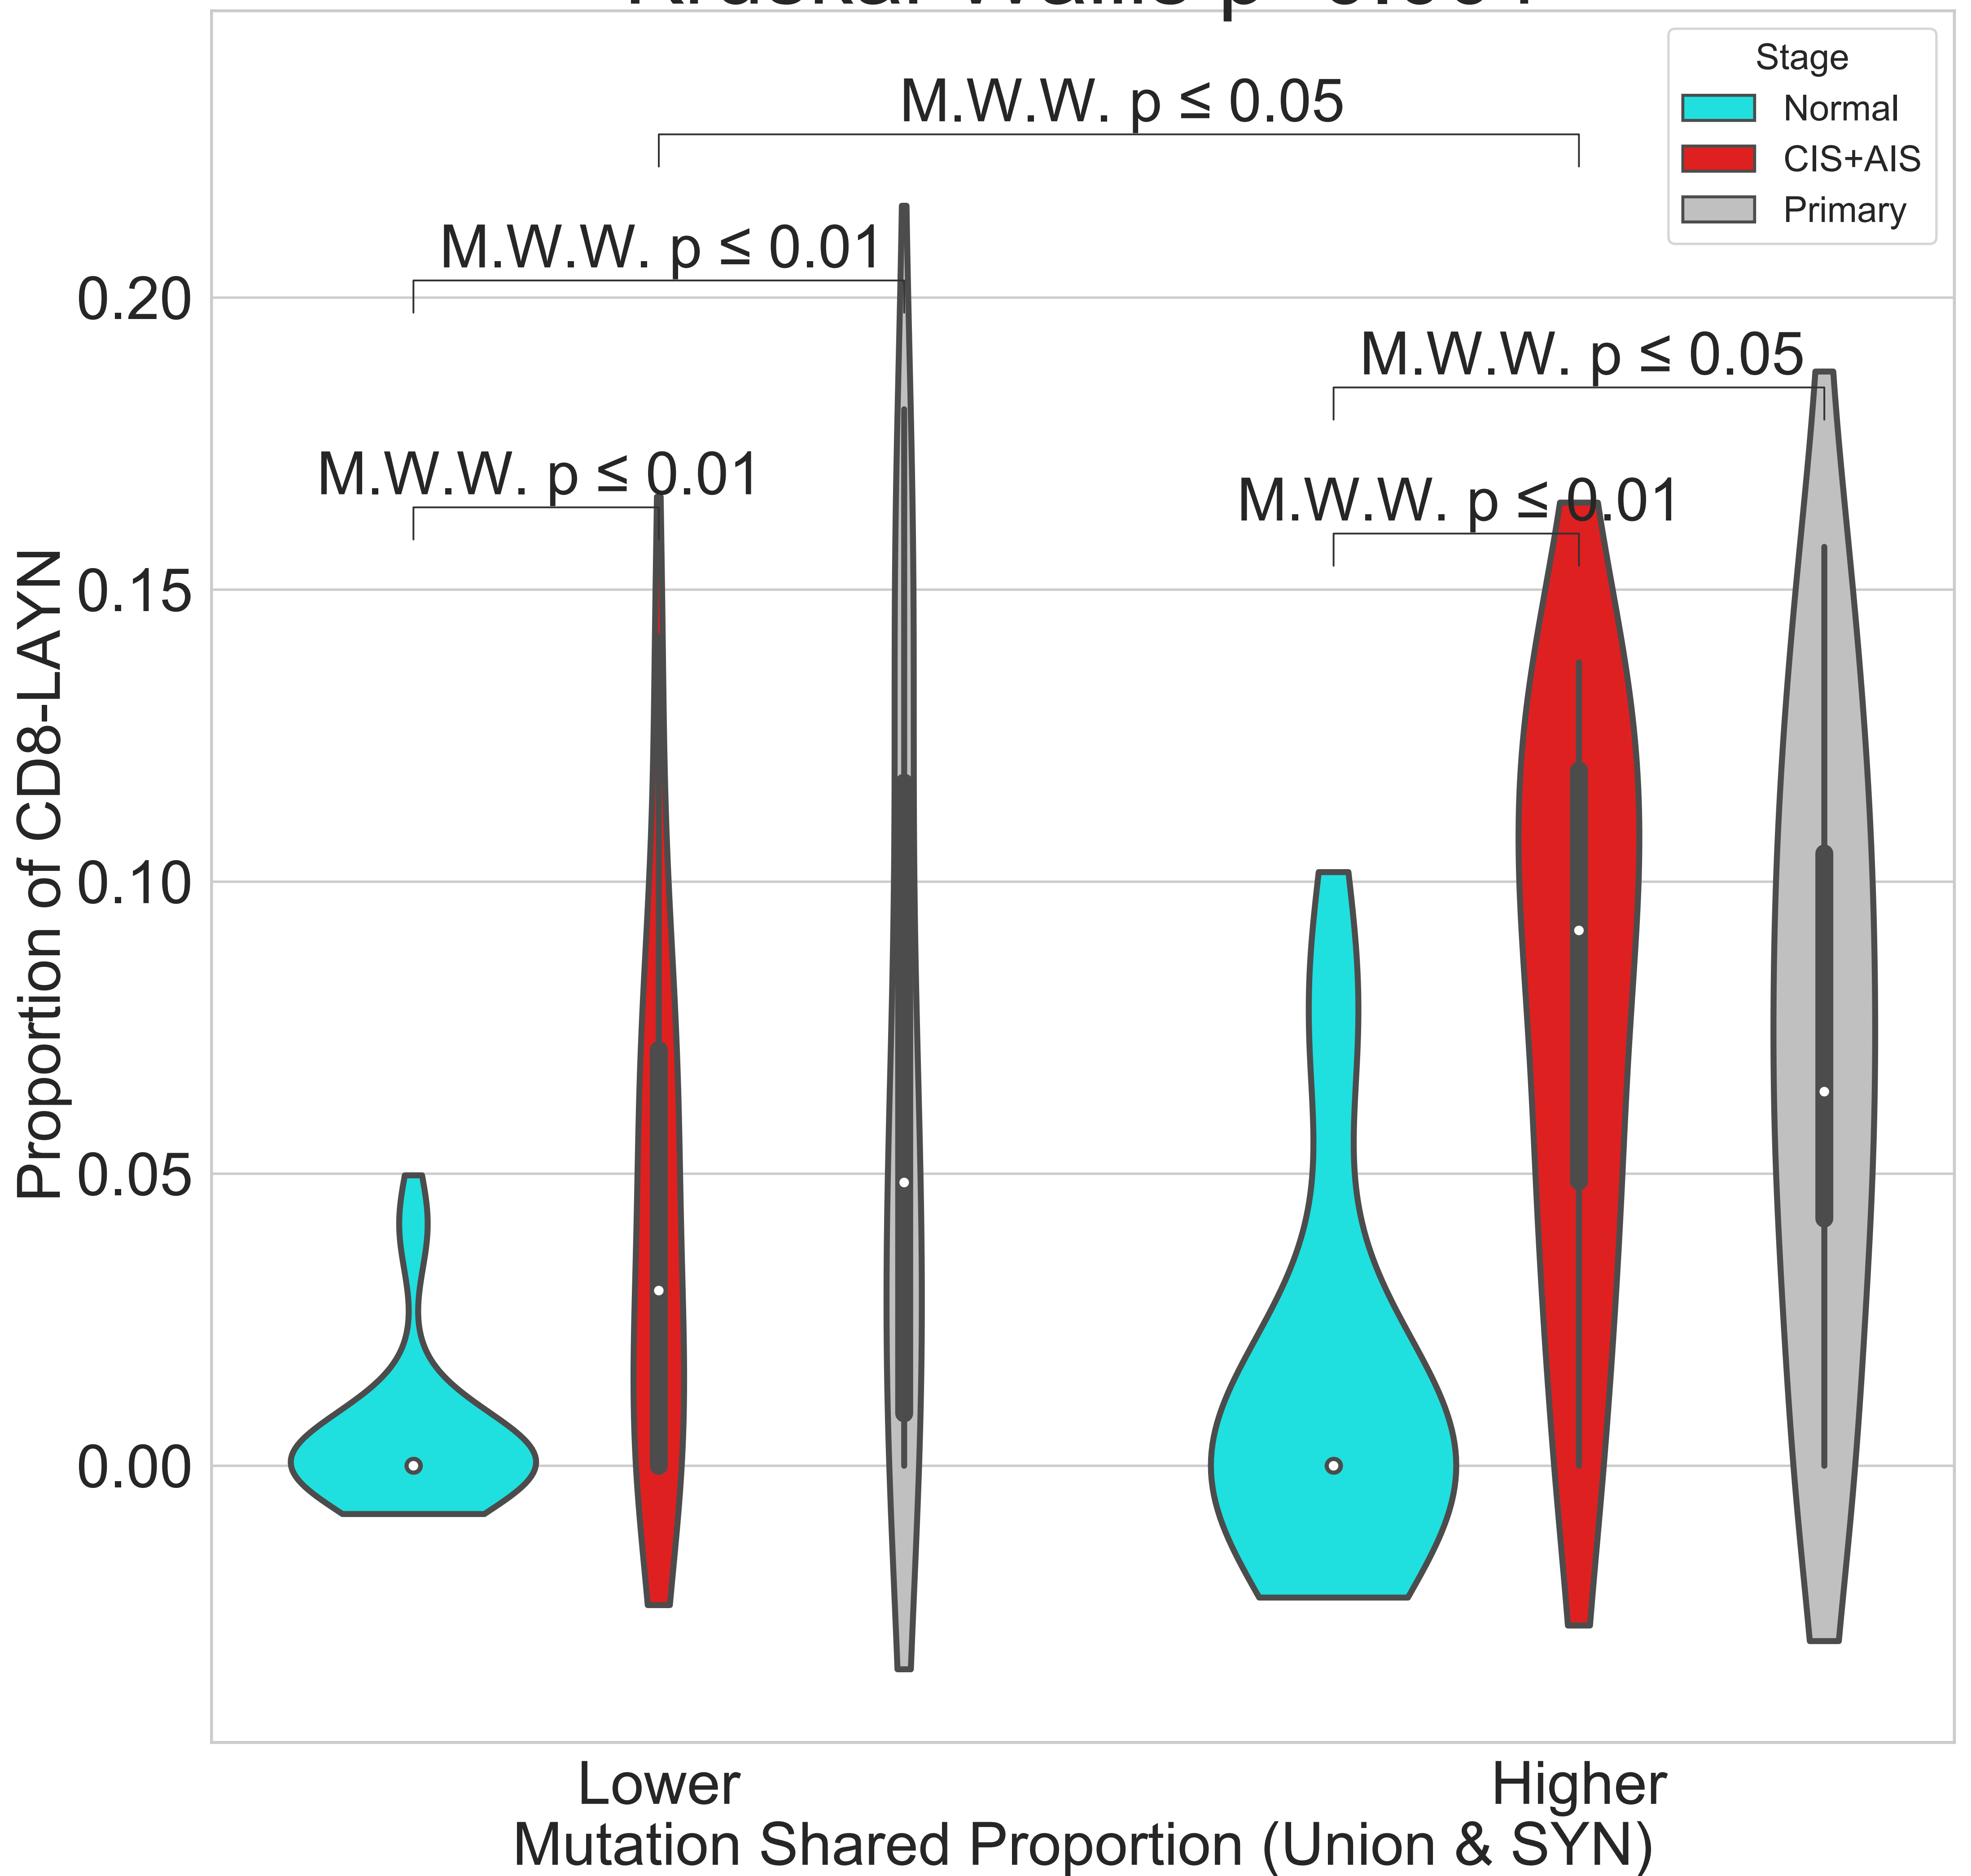 Stage
Normal
CIS+AIS
Primary
M.W.W. p ≤ 0.05
M.W.W. p ≤ 0.01
M.W.W. p ≤ 0.05
M.W.W. p ≤ 0.01
M.W.W. p ≤ 0.01
Proportion of CD8-LAYN
0.20
0.15
0.10
0.05
0.00
Lower
Higher
Mutation Shared Proportion (Union & SYN)